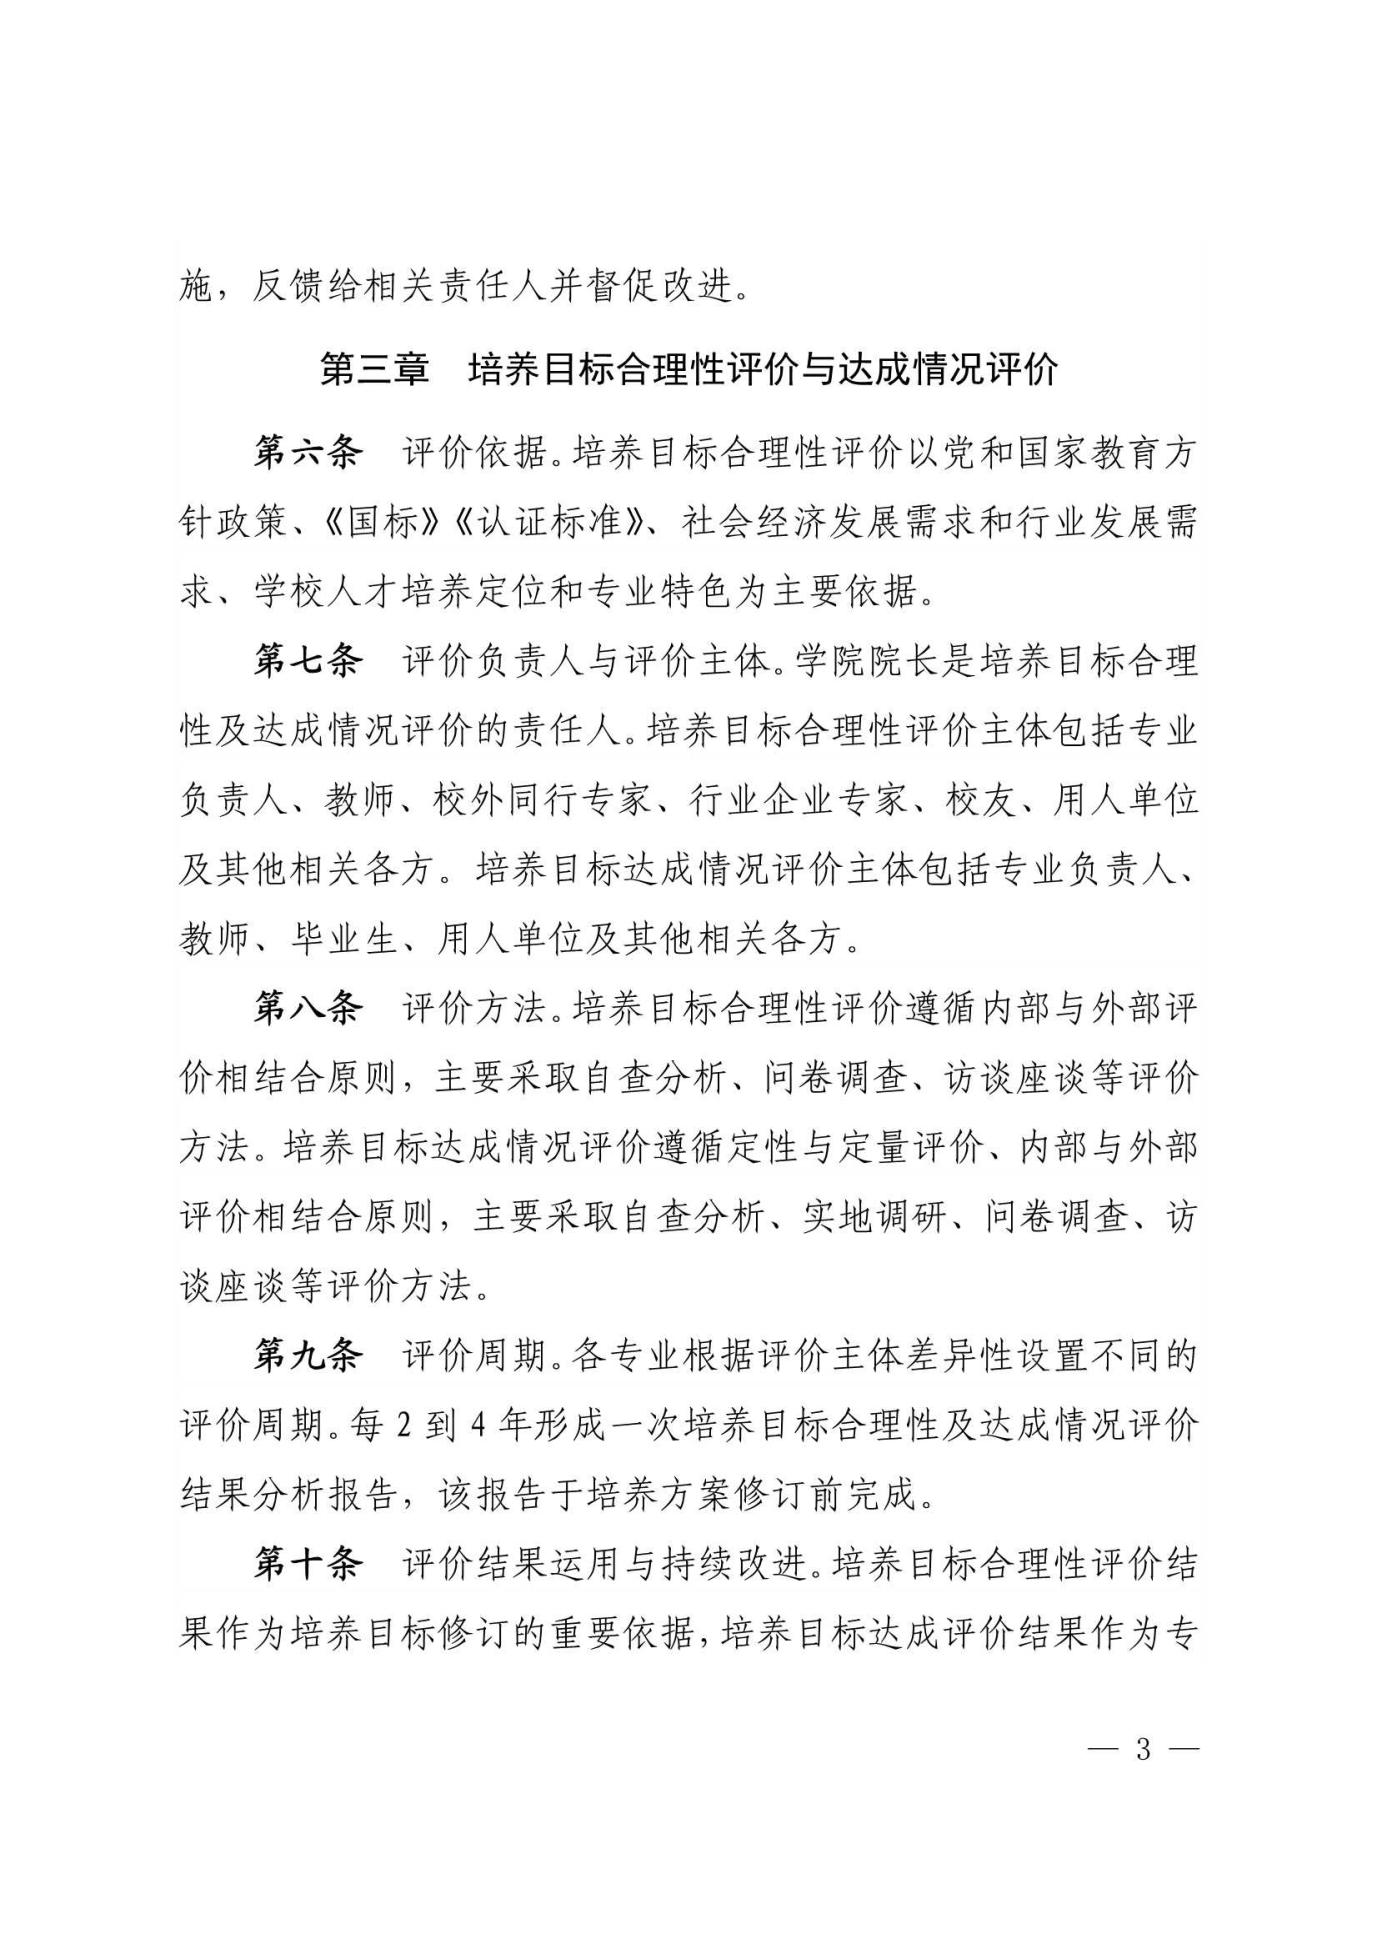 施，反馈给相关责任人并督促改进。
第三章　培养目标合理性评价与达成情况评价
第六条　评价依据。培养目标合理性评价以党和国家教育方
针政策、《国标》《认证标准》、社会经济发展需求和行业发展需
求、学校人才培养定位和专业特色为主要依据。
第七条　评价负责人与评价主体。学院院长是培养目标合理
性及达成情况评价的责任人。培养目标合理性评价主体包括专业
负责人、教师、校外同行专家、行业企业专家、校友、用人单位
及其他相关各方。培养目标达成情况评价主体包括专业负责人、
教师、毕业生、用人单位及其他相关各方。
第八条　评价方法。培养目标合理性评价遵循内部与外部评
价相结合原则，主要采取自查分析、问卷调查、访谈座谈等评价
方法。培养目标达成情况评价遵循定性与定量评价、内部与外部
评价相结合原则，主要采取自查分析、实地调研、问卷调查、访
谈座谈等评价方法。
第九条　评价周期。各专业根据评价主体差异性设置不同的
评价周期。每 2 到 4 年形成一次培养目标合理性及达成情况评价
结果分析报告，该报告于培养方案修订前完成。
第十条　评价结果运用与持续改进。培养目标合理性评价结
果作为培养目标修订的重要依据，培养目标达成评价结果作为专
— 3 —